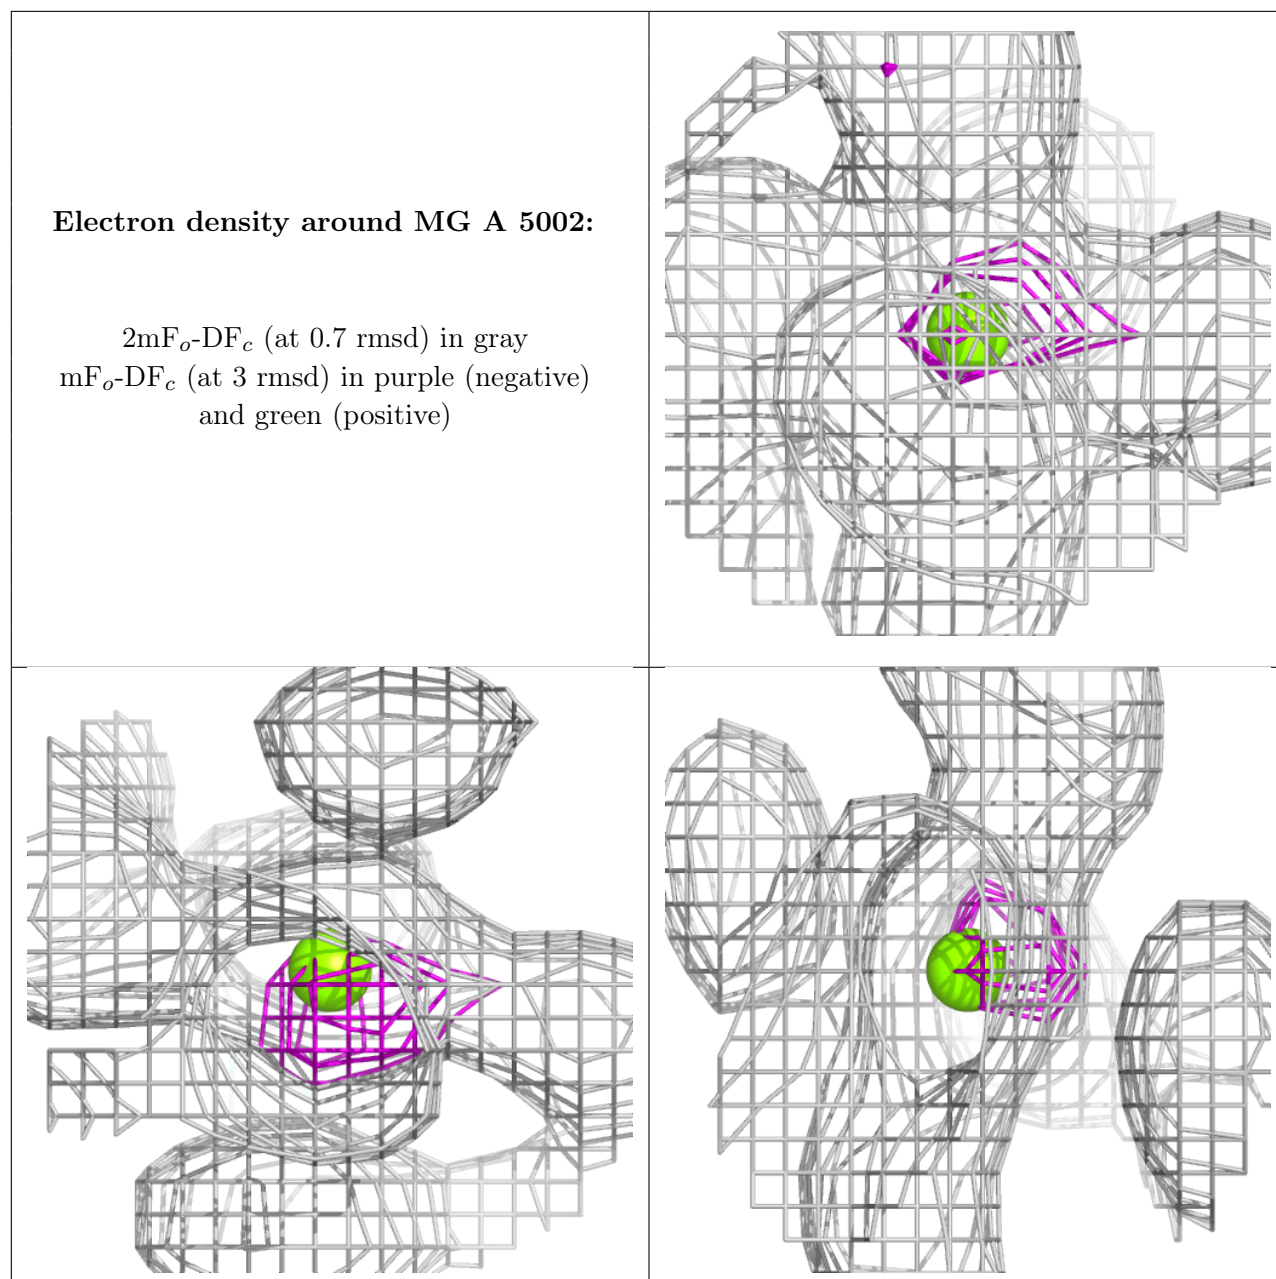 Electron density around MG A 5002:
2mFo-DFc (at 0.7 rmsd) in gray
mFo-DFc (at 3 rmsd) in purple (negative)
and green (positive)